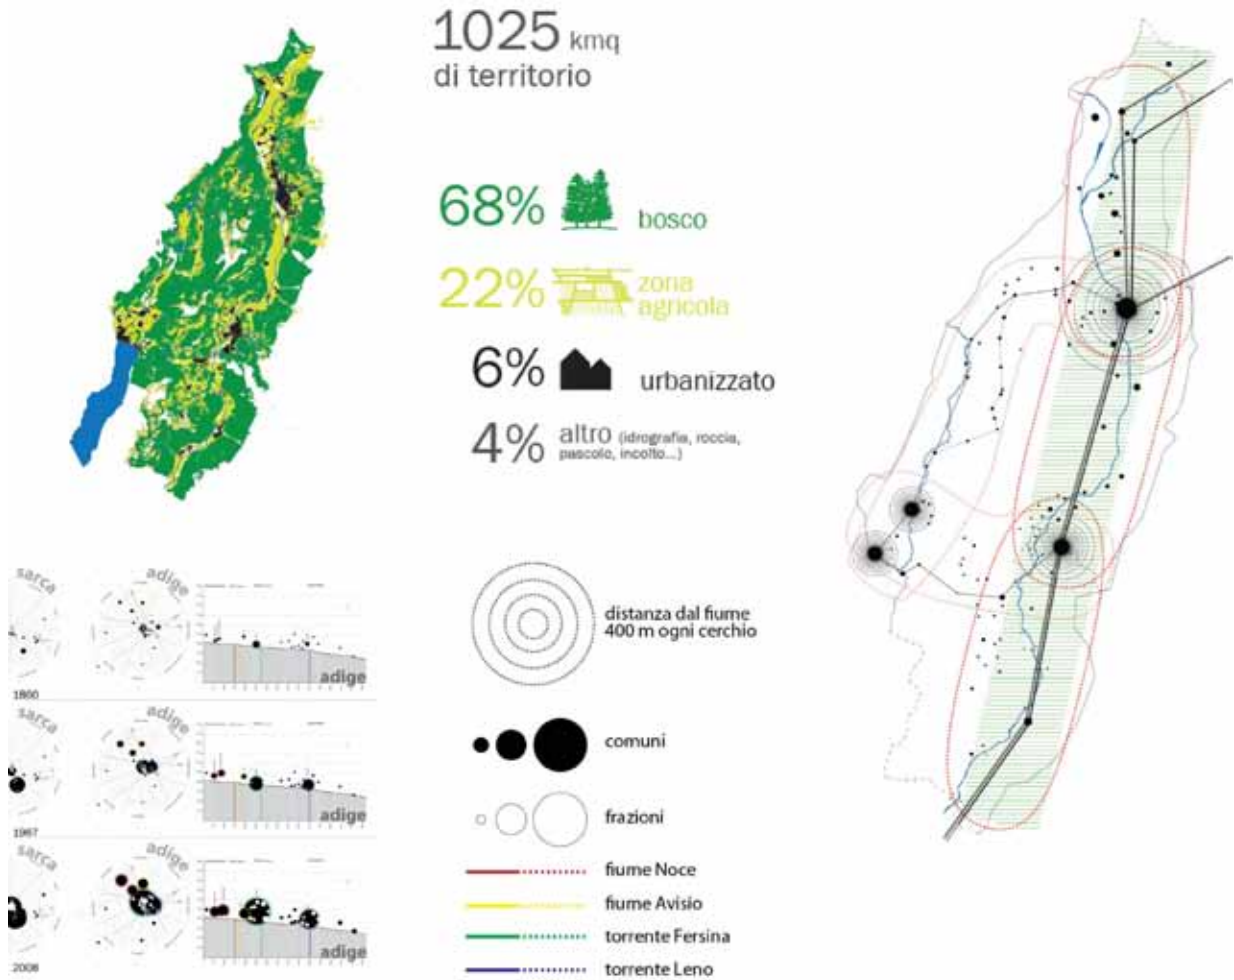 1025 kmq
di territorio
68% bosco
22% zona
agricola
6% urbanizzato
4% altro (idrografia, roccia,
pascolo, incolto...)
sarca
adige
adige
1860
sarca
adige
adige
1967
sarca
adige
adige
2008
distanza dal fiume
400 m ogni cerchio
comuni
frazioni
fiume Noce
fiume Avisio
torrente Fersina
torrente Leno